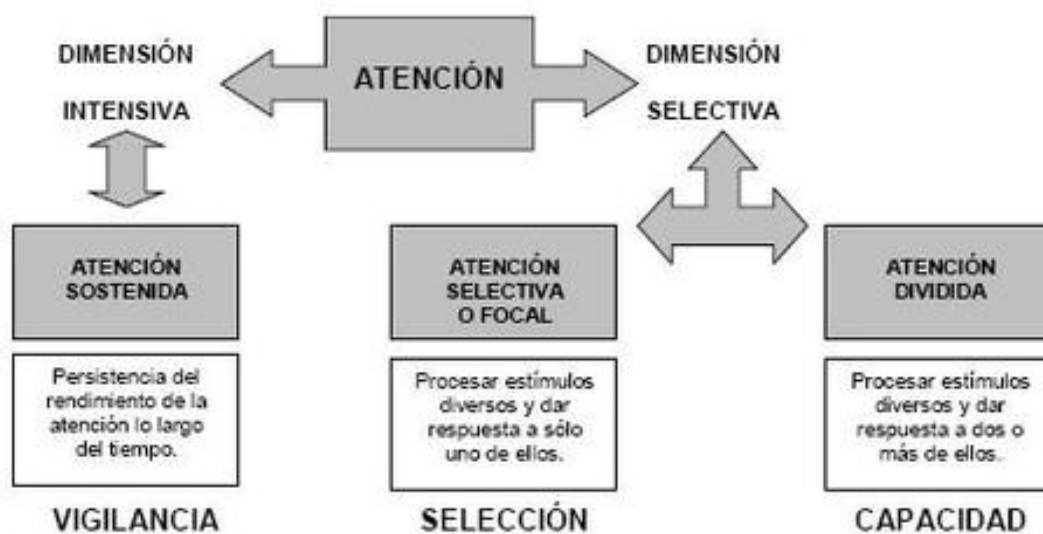 DIMENSIÓN
INTENSIVA
ATENCIÓN
DIMENSIÓN
SELECTIVA
ATENCIÓN
SOSTENIDA
Persistencia del
rendimiento de la
atención lo largo
del tiempo.
VIGILANCIA
ATENCIÓN
SELECTIVA
O FOCAL
Procesar estímulos
diversos y dar
respuesta a sólo
uno de ellos.
SELECCIÓN
ATENCIÓN
DIVIDIDA
Procesar estímulos
diversos y dar
respuesta a dos o
más de ellos.
CAPACIDAD